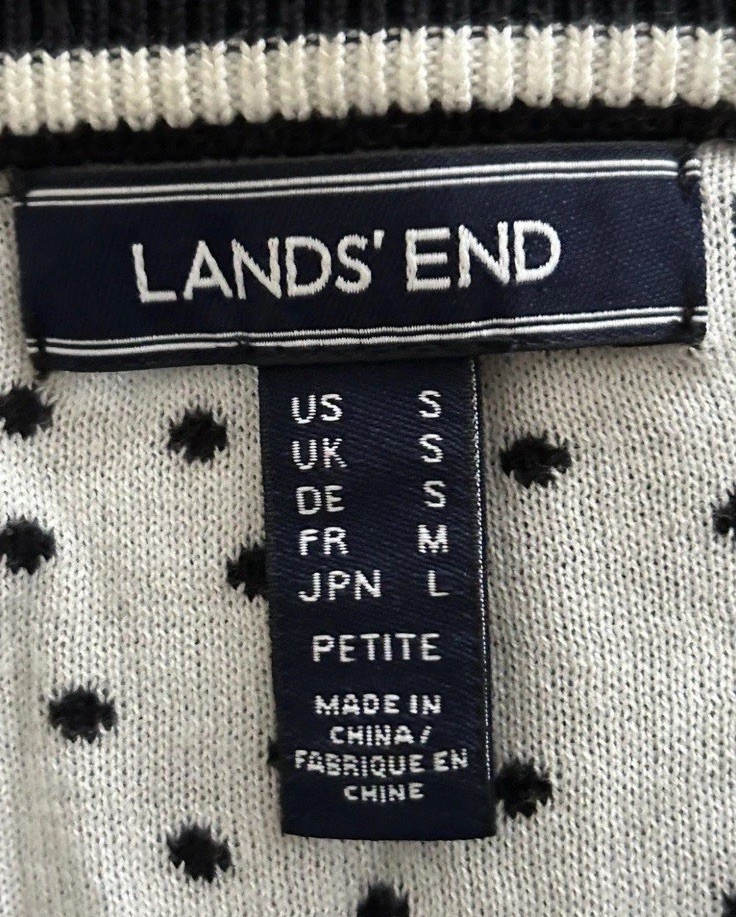 LANDS' END
US S
UK S
DE S
FR M
JPN L
PETITE
MADE IN
CHINA/
FABRIQUE EN
CHINE